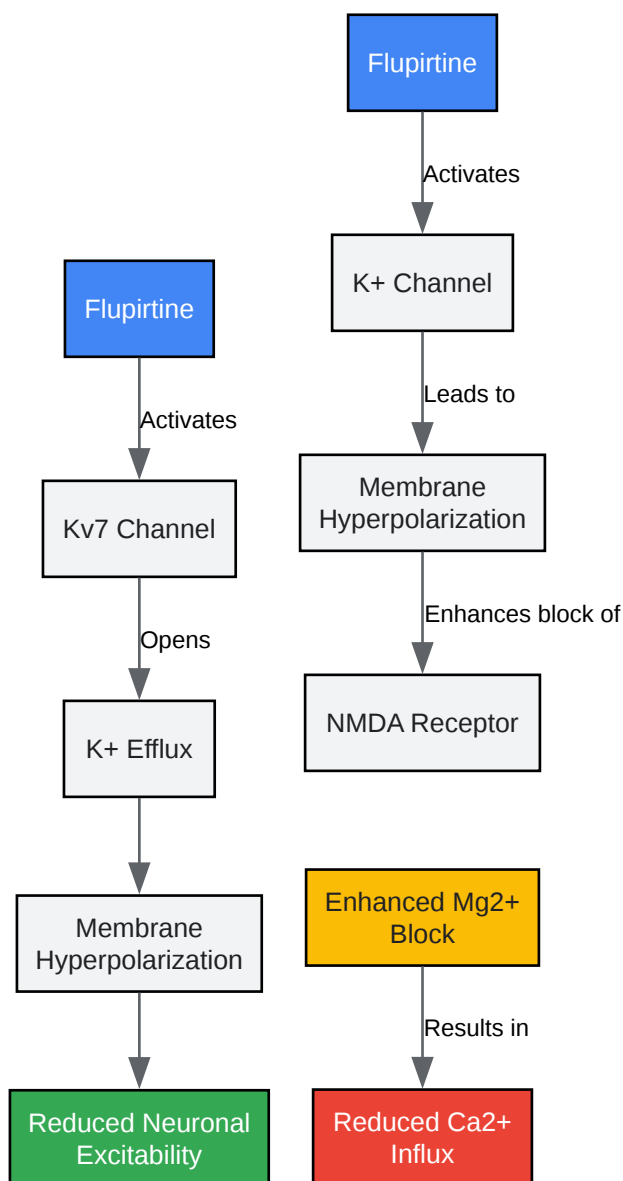 Flupirtine
Activates
Kv7 Channel
Opens
K+ Efflux
Membrane
Hyperpolarization
Reduced Neuronal
Excitability
Flupirtine
Activates
K+ Channel
Leads to
Membrane
Hyperpolarization
Enhances block of
NMDA Receptor
Enhanced Mg2+
Block
Results in
Reduced Ca2+
Influx